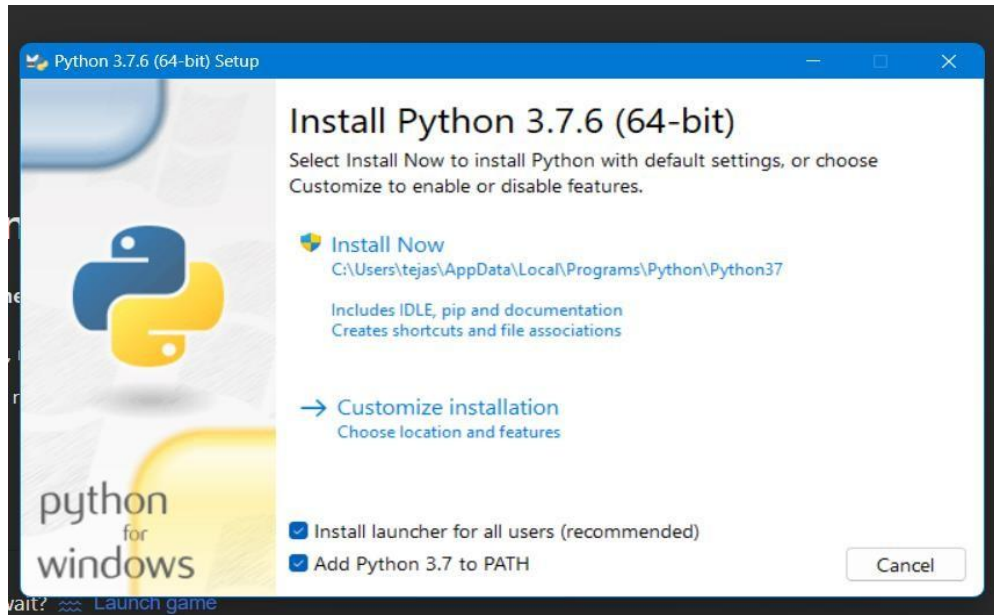 Python 3.7.6 (64-bit) Setup
Install Python 3.7.6 (64-bit)
Select Install Now to install Python with default settings, or choose
Customize to enable or disable features.
Install Now
C:\Users\tejas\AppData\Local\Programs\Python\Python37
Includes IDLE, pip and documentation
Creates shortcuts and file associations
Customize installation
Choose location and features
python
for
windows
Install launcher for all users (recommended)
Add Python 3.7 to PATH
Cancel
Launch game